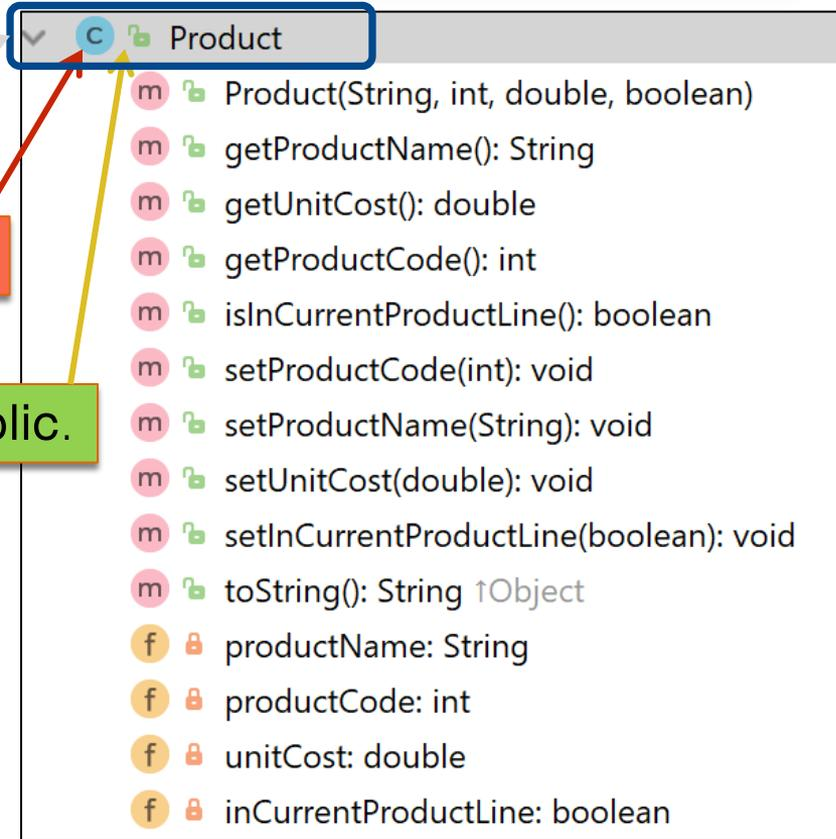 C Product
m Product(String, int, double, boolean)
m getProductName(): String
m getUnitCost(): double
m getProductCode(): int
m isInCurrentProductLine(): boolean
m setProductCode(int): void
lic.
m setProductName(String): void
m setUnitCost(double): void
m setInCurrentProductLine(boolean): void
m toString(): String ↑Object
f productName: String
f productCode: int
f unitCost: double
f inCurrentProductLine: boolean